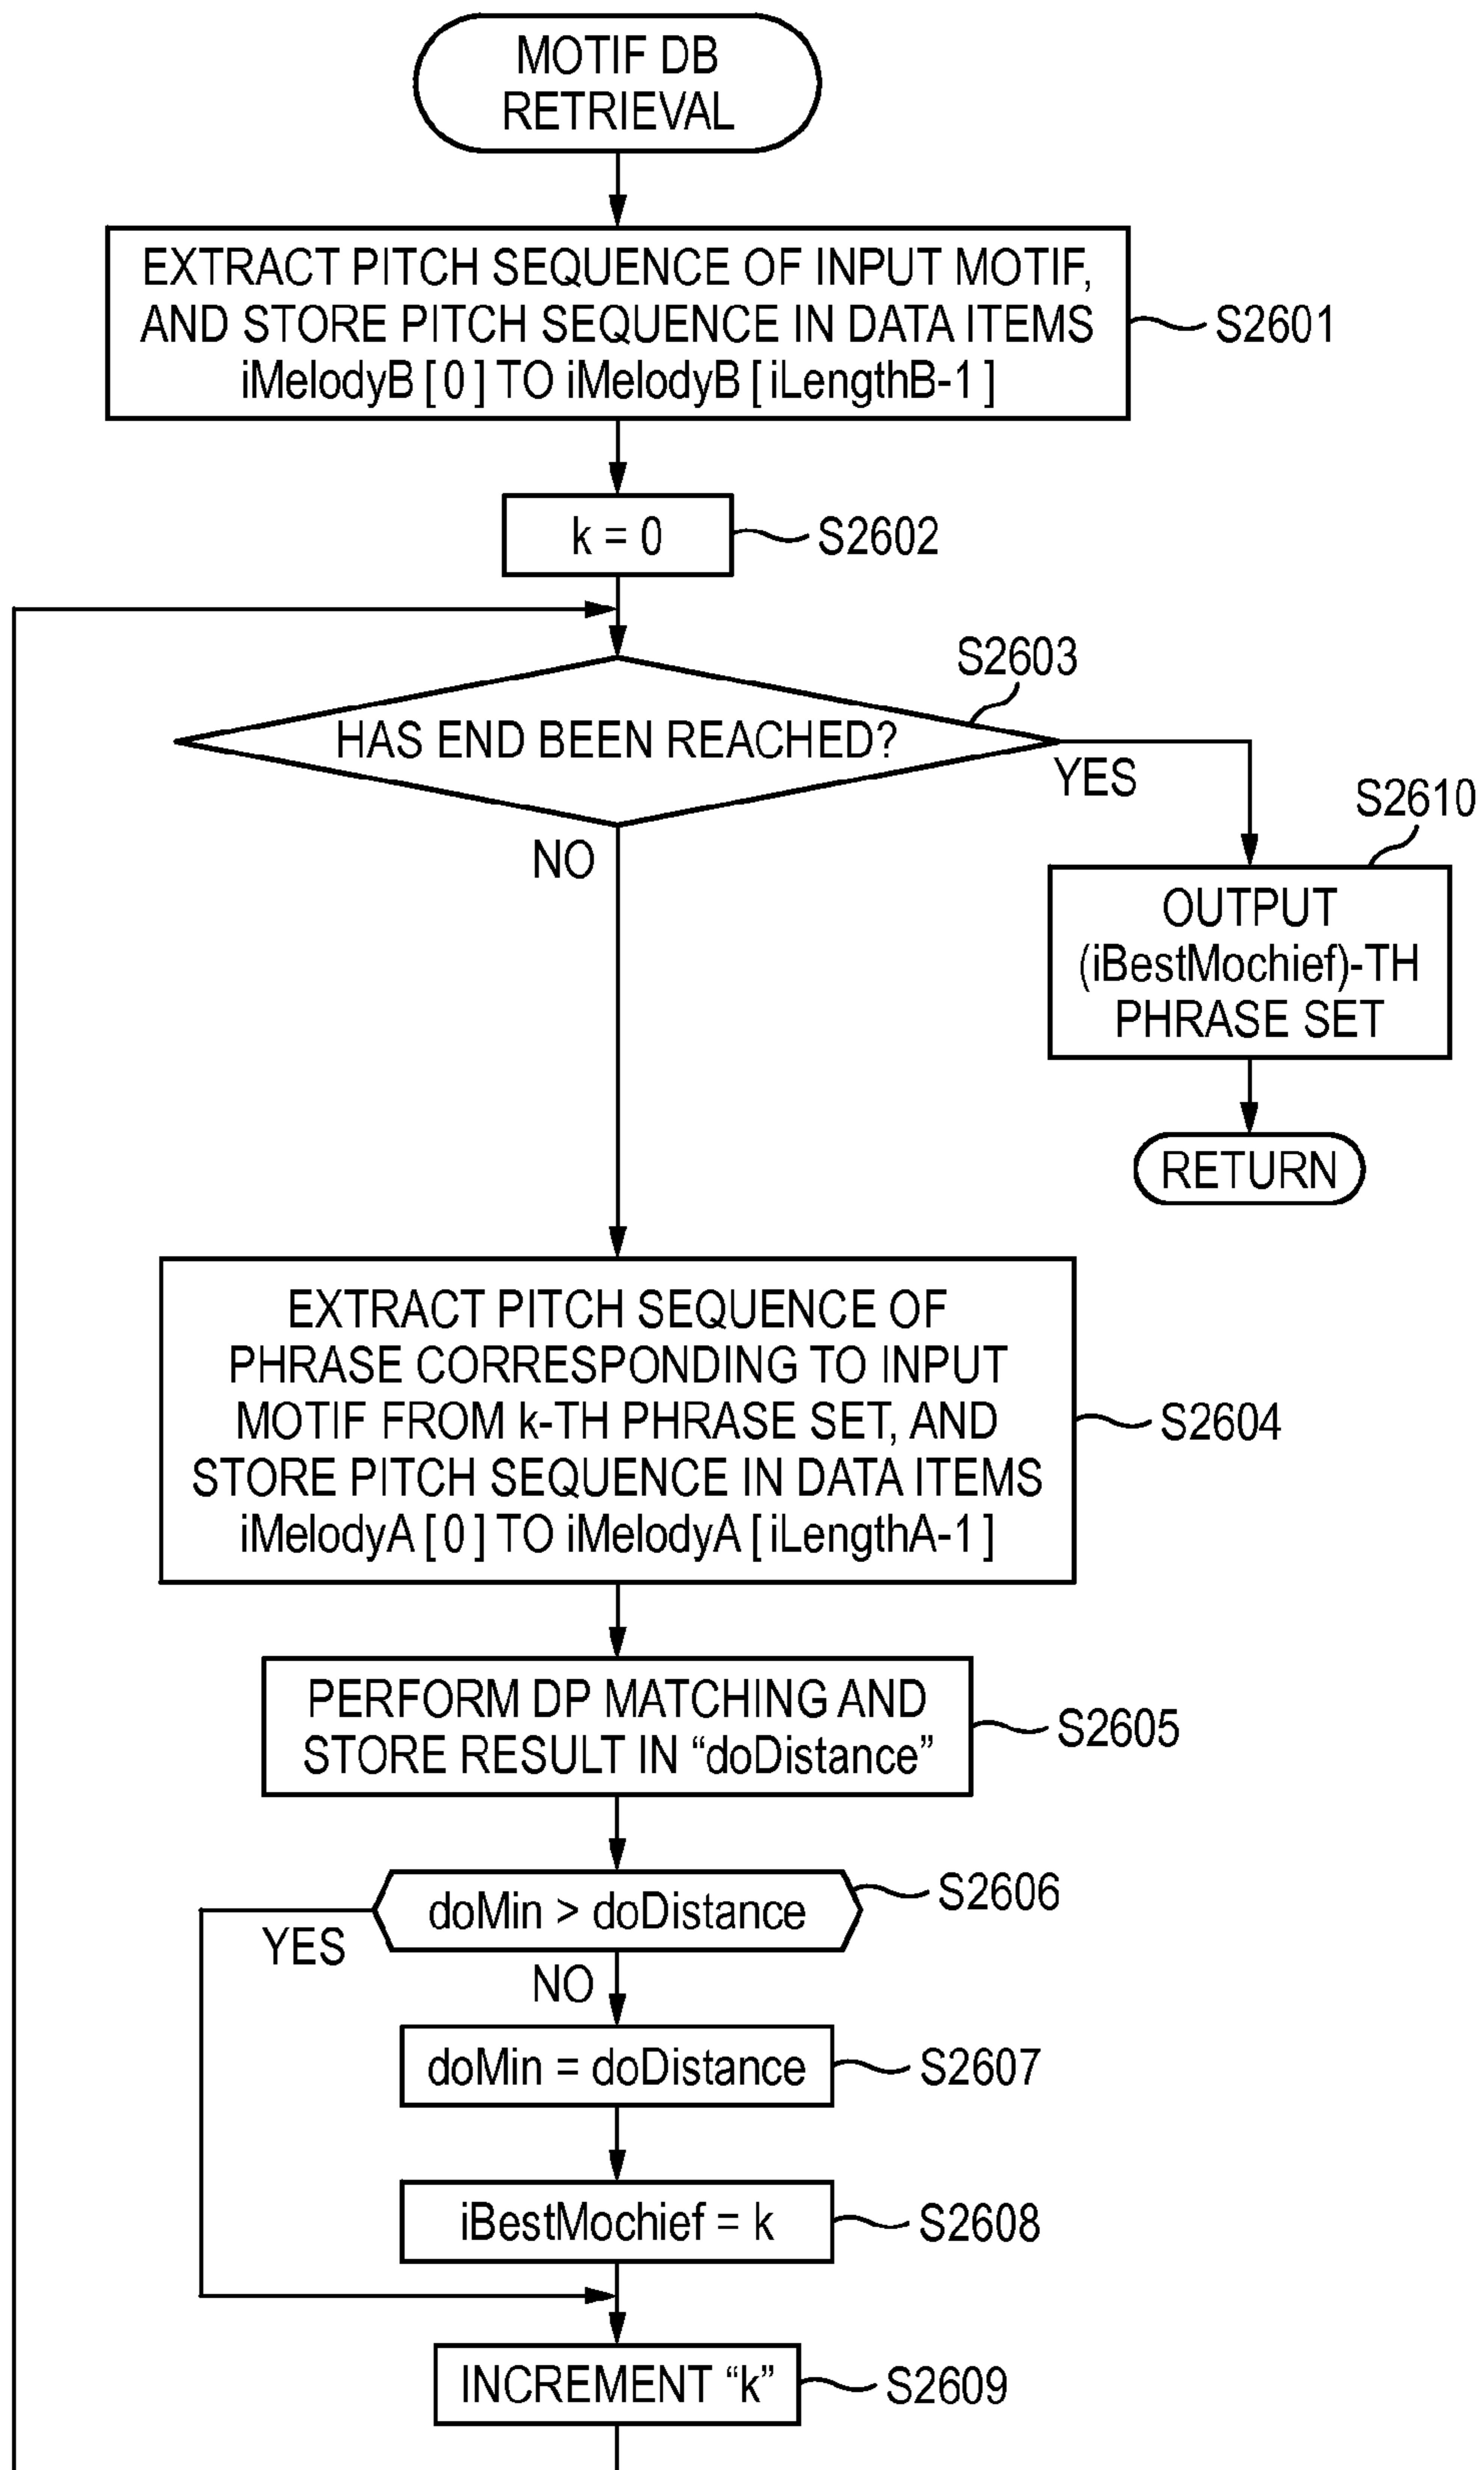 MOTIF DB
RETRIEVAL
EXTRACT PITCH SEQUENCE OF INPUT MOTIF,
AND STORE PITCH SEQUENCE IN DATA ITEMS
iMelodyB [ 0 ] TO iMelodyB [ iLengthB-1 ]
S2601
k = 0
S2602
S2603
HAS END BEEN REACHED?
YES
NO
S2610
OUTPUT
(iBestMochief)-TH
PHRASE SET
RETURN
EXTRACT PITCH SEQUENCE OF
PHRASE CORRESPONDING TO INPUT
MOTIF FROM k-TH PHRASE SET, AND
STORE PITCH SEQUENCE IN DATA ITEMS
iMelodyA [ 0 ] TO iMelodyA [ iLengthA-1 ]
S2604
PERFORM DP MATCHING AND
STORE RESULT IN “doDistance”
S2605
doMin > doDistance
S2606
YES
NO
doMin = doDistance
S2607
iBestMochief = k
S2608
INCREMENT “k”
S2609